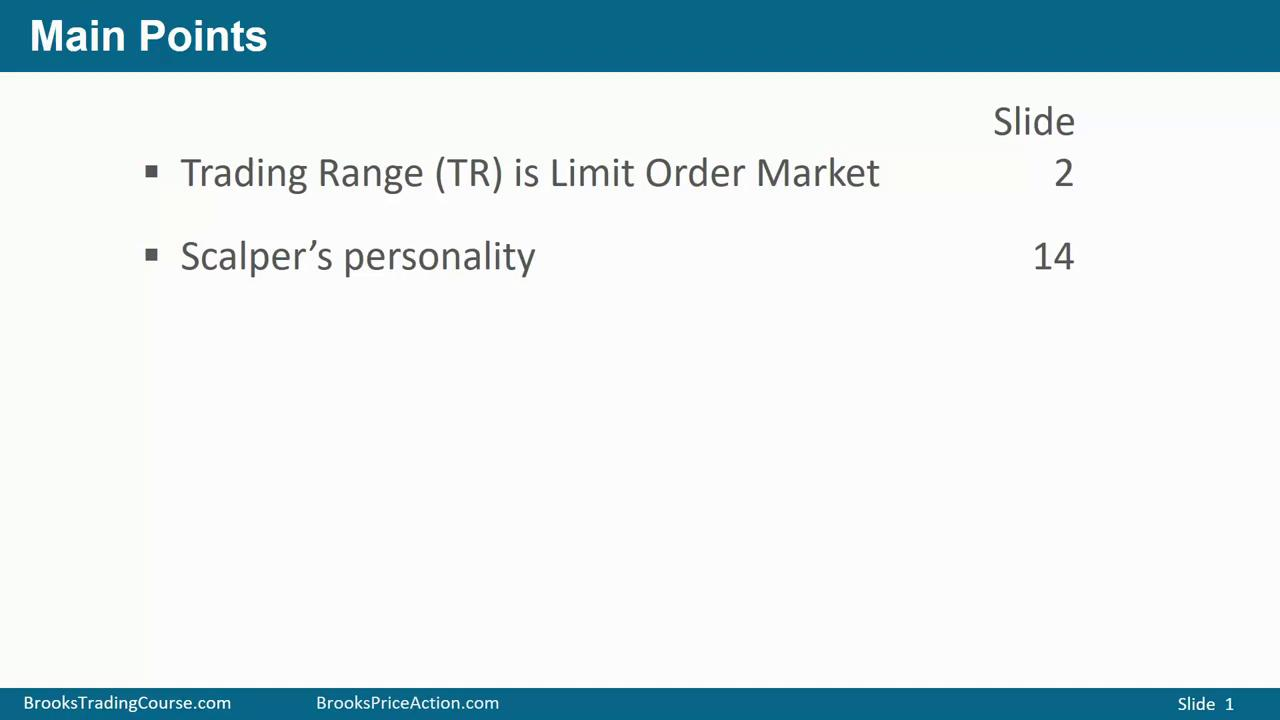 Main Points
Slide
▪ Trading Range (TR) is Limit Order Market 2
▪ Scalper’s personality 14
BrooksTradingCourse.com BrooksPriceAction.com Slide 1